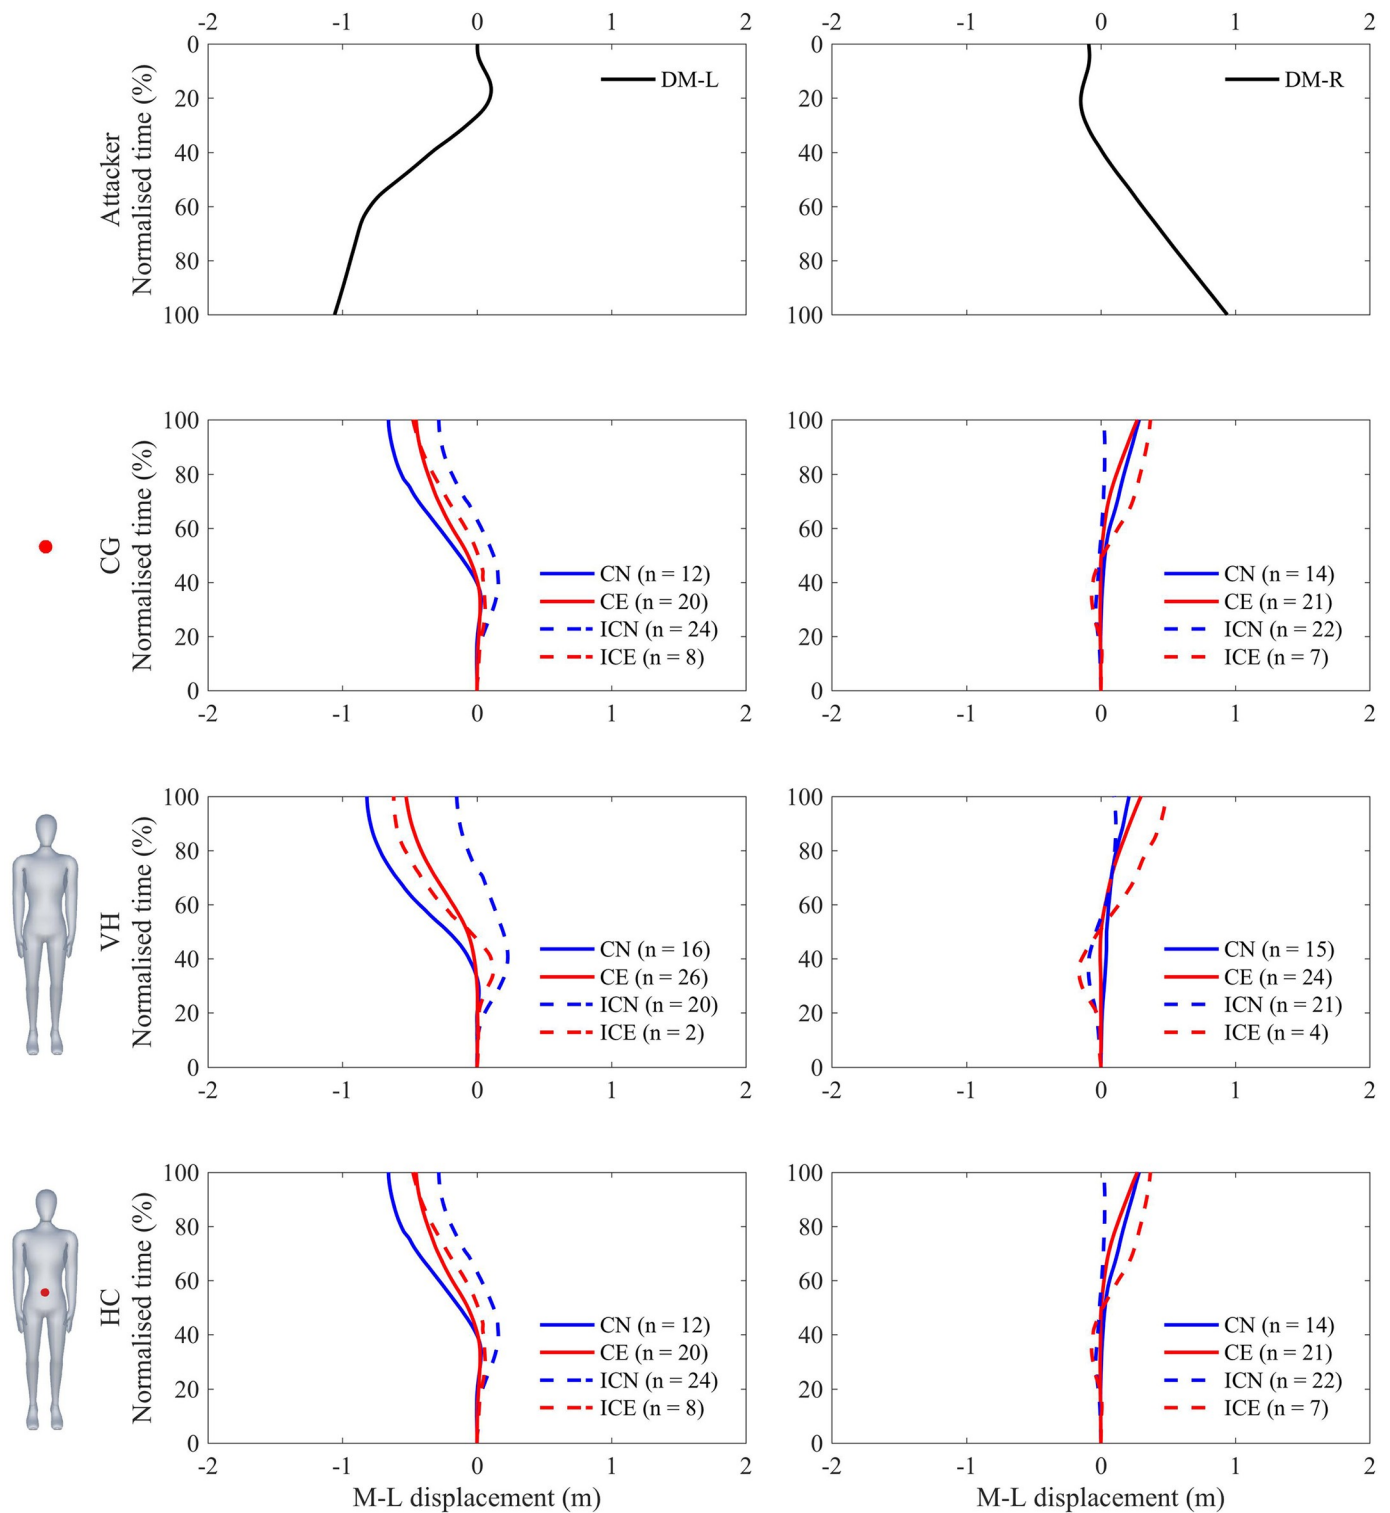 -2 -1 0 1 2 -2 -1 0 1 2
Attacker
Normalised time (%)
0 20 40 60 80 100
DM-L
0 20 40 60 80 100
DM-R
CG
Normalised time (%)
100 80 60 40 20 0
CN (n = 12)
CE (n = 20)
ICN (n = 24)
ICE (n = 8)
-2 -1 0 1 2
100 80 60 40 20 0
CN (n = 14)
CE (n = 21)
ICN (n = 22)
ICE (n = 7)
-2 -1 0 1 2
VH
Normalised time (%)
100 80 60 40 20 0
CN (n = 16)
CE (n = 26)
ICN (n = 20)
ICE (n = 2)
-2 -1 0 1 2
100 80 60 40 20 0
CN (n = 15)
CE (n = 24)
ICN (n = 21)
ICE (n = 4)
-2 -1 0 1 2
HC
Normalised time (%)
100 80 60 40 20 0
CN (n = 12)
CE (n = 20)
ICN (n = 24)
ICE (n = 8)
-2 -1 0 1 2
M-L displacement (m)
100 80 60 40 20 0
CN (n = 14)
CE (n = 21)
ICN (n = 22)
ICE (n = 7)
-2 -1 0 1 2
M-L displacement (m)